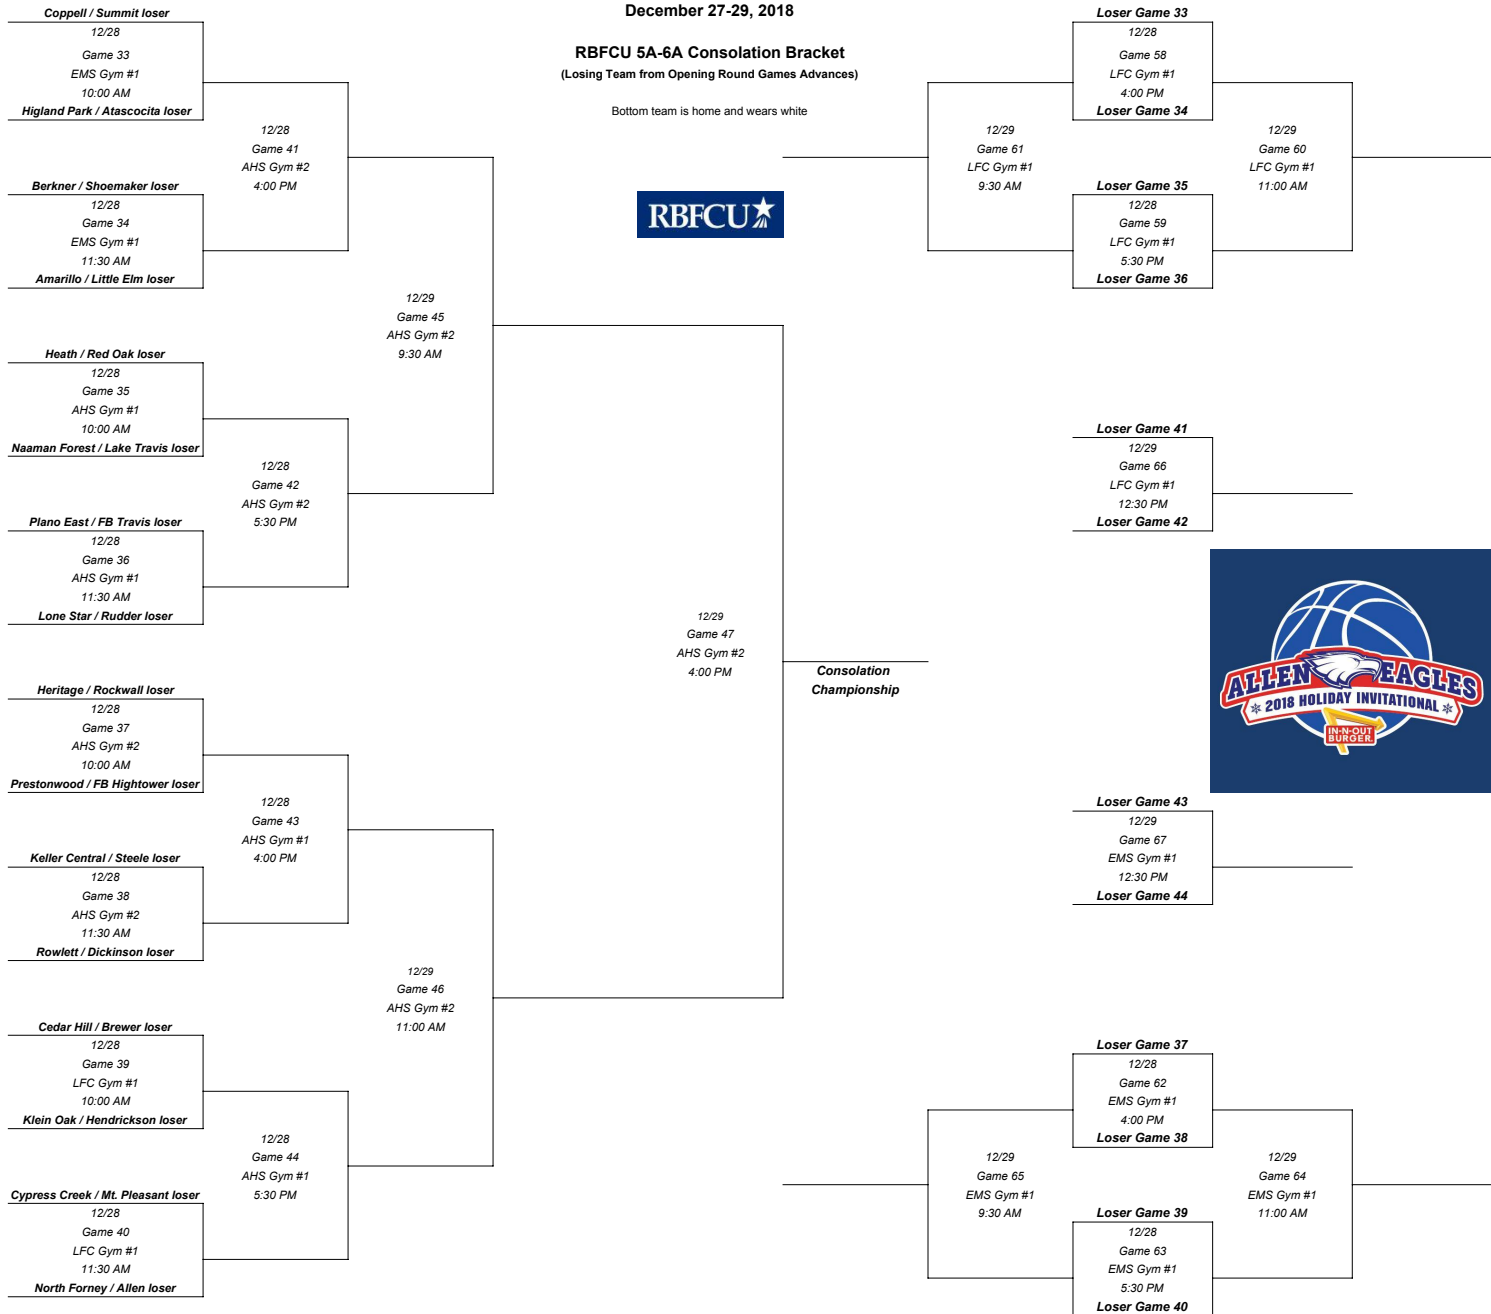 December 27-29, 2018
RBFCU 5A-6A Consolation Bracket
(Losing Team from Opening Round Games Advances)
Bottom team is home and wears white
RBFCU
Coppell / Summit loser
12/28
Game 33
EMS Gym #1
10:00 AM
Higland Park / Atascocita loser
12/28
Game 41
AHS Gym #2
4:00 PM
Berkner / Shoemaker loser
12/28
Game 34
EMS Gym #1
11:30 AM
Amarillo / Little Elm loser
12/29
Game 45
AHS Gym #2
9:30 AM
Heath / Red Oak loser
12/28
Game 35
AHS Gym #1
10:00 AM
Naaman Forest / Lake Travis loser
12/28
Game 42
AHS Gym #2
5:30 PM
Plano East / FB Travis loser
12/28
Game 36
AHS Gym #1
11:30 AM
Lone Star / Rudder loser
12/29
Game 47
AHS Gym #2
4:00 PM
Consolation
Championship
Heritage / Rockwall loser
12/28
Game 37
AHS Gym #2
10:00 AM
Prestonwood / FB Hightower loser
12/28
Game 43
AHS Gym #1
4:00 PM
Keller Central / Steele loser
12/28
Game 38
AHS Gym #2
11:30 AM
Rowlett / Dickinson loser
12/29
Game 46
AHS Gym #2
11:00 AM
Cedar Hill / Brewer loser
12/28
Game 39
LFC Gym #1
10:00 AM
Klein Oak / Hendrickson loser
12/28
Game 44
AHS Gym #1
5:30 PM
Cypress Creek / Mt. Pleasant loser
12/28
Game 40
LFC Gym #1
11:30 AM
North Forney / Allen loser
Loser Game 33
12/28
Game 58
LFC Gym #1
4:00 PM
Loser Game 34
12/29
Game 61
LFC Gym #1
9:30 AM
12/29
Game 60
LFC Gym #1
11:00 AM
Loser Game 35
12/28
Game 59
LFC Gym #1
5:30 PM
Loser Game 36
Loser Game 41
12/29
Game 66
LFC Gym #1
12:30 PM
Loser Game 42
ALLEN EAGLES
2018 HOLIDAY INVITATIONAL
IN-N-OUT
BURGER
Loser Game 43
12/29
Game 67
EMS Gym #1
12:30 PM
Loser Game 44
Loser Game 37
12/28
Game 62
EMS Gym #1
4:00 PM
Loser Game 38
12/29
Game 65
EMS Gym #1
9:30 AM
12/29
Game 64
EMS Gym #1
11:00 AM
Loser Game 39
12/28
Game 63
EMS Gym #1
5:30 PM
Loser Game 40